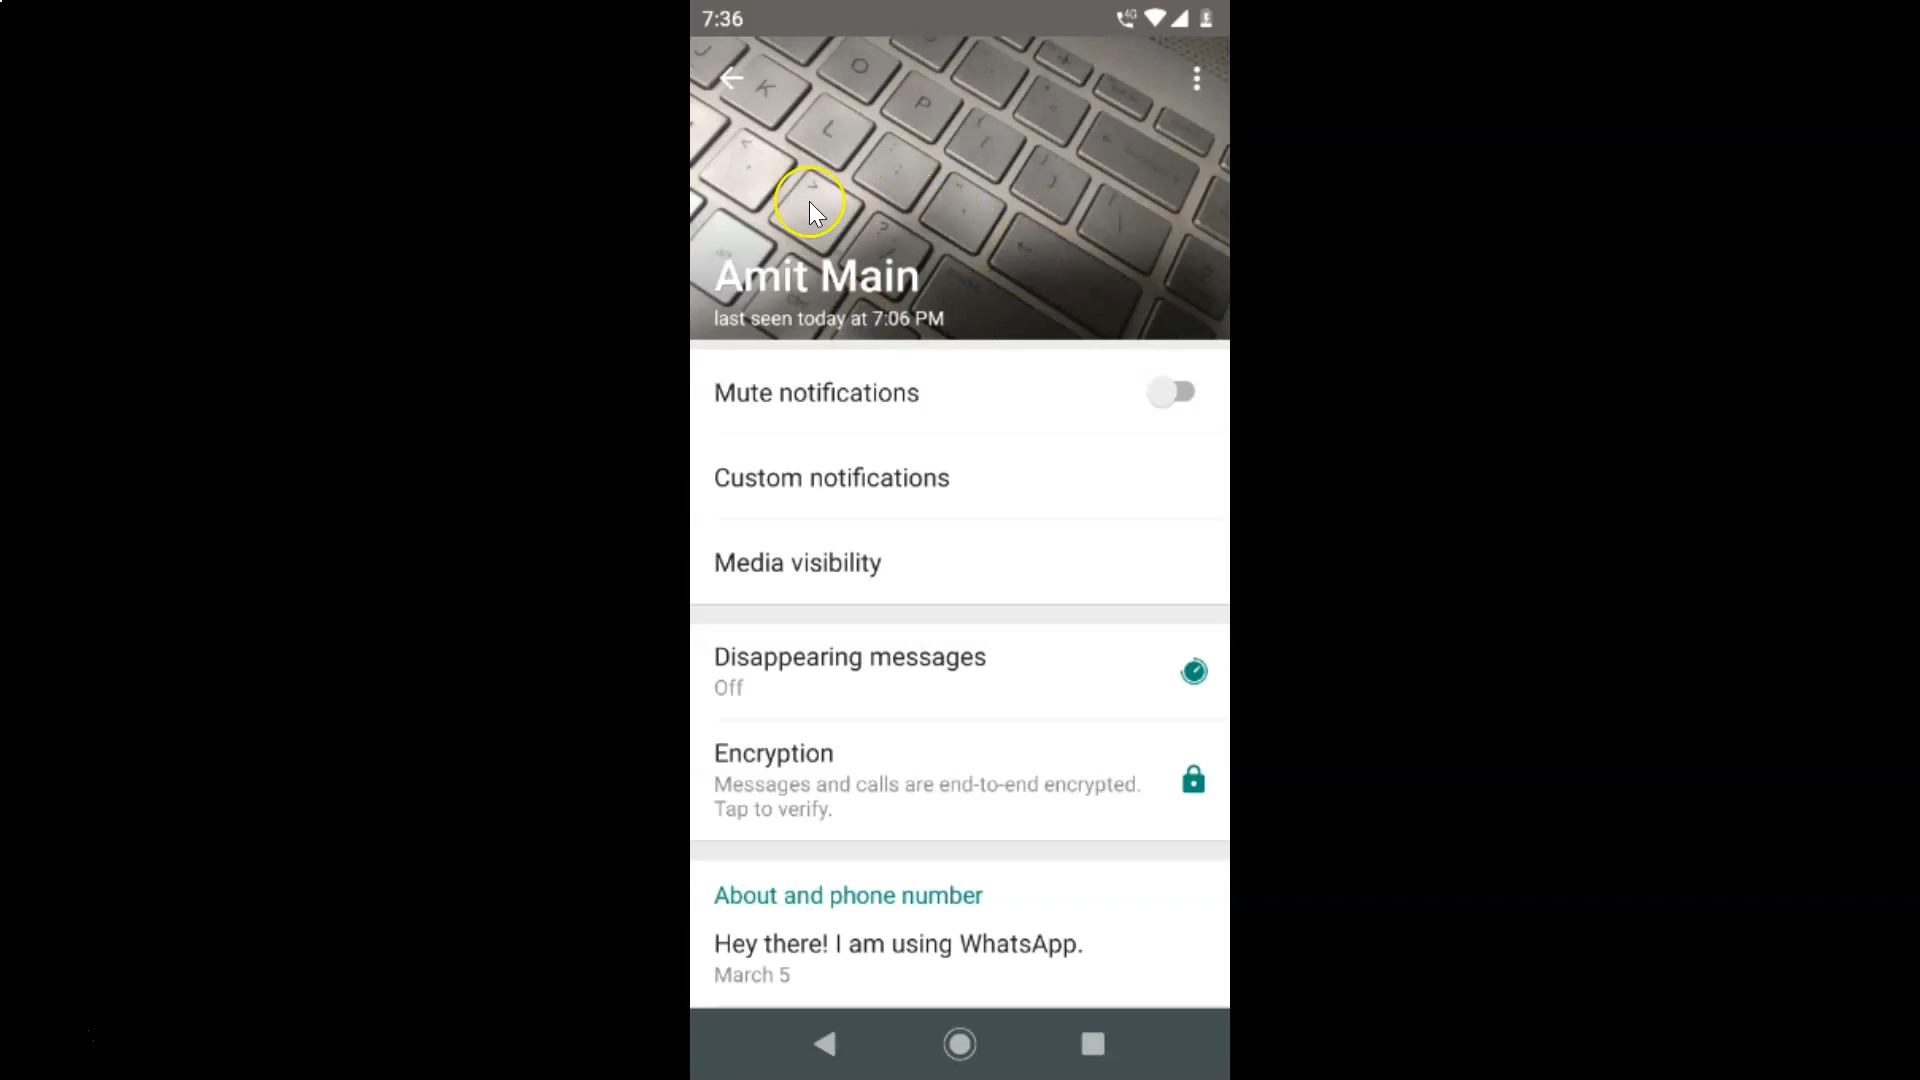 7:36
4G
O
K
P
L
Amit Main
last seen today at 7:06 PM
Mute notifications
Custom notifications
Media visibility
Disappearing messages
Off
Encryption
Messages and calls are end-to-end encrypted.
Tap to verify.
About and phone number
Hey there! I am using WhatsApp.
March 5